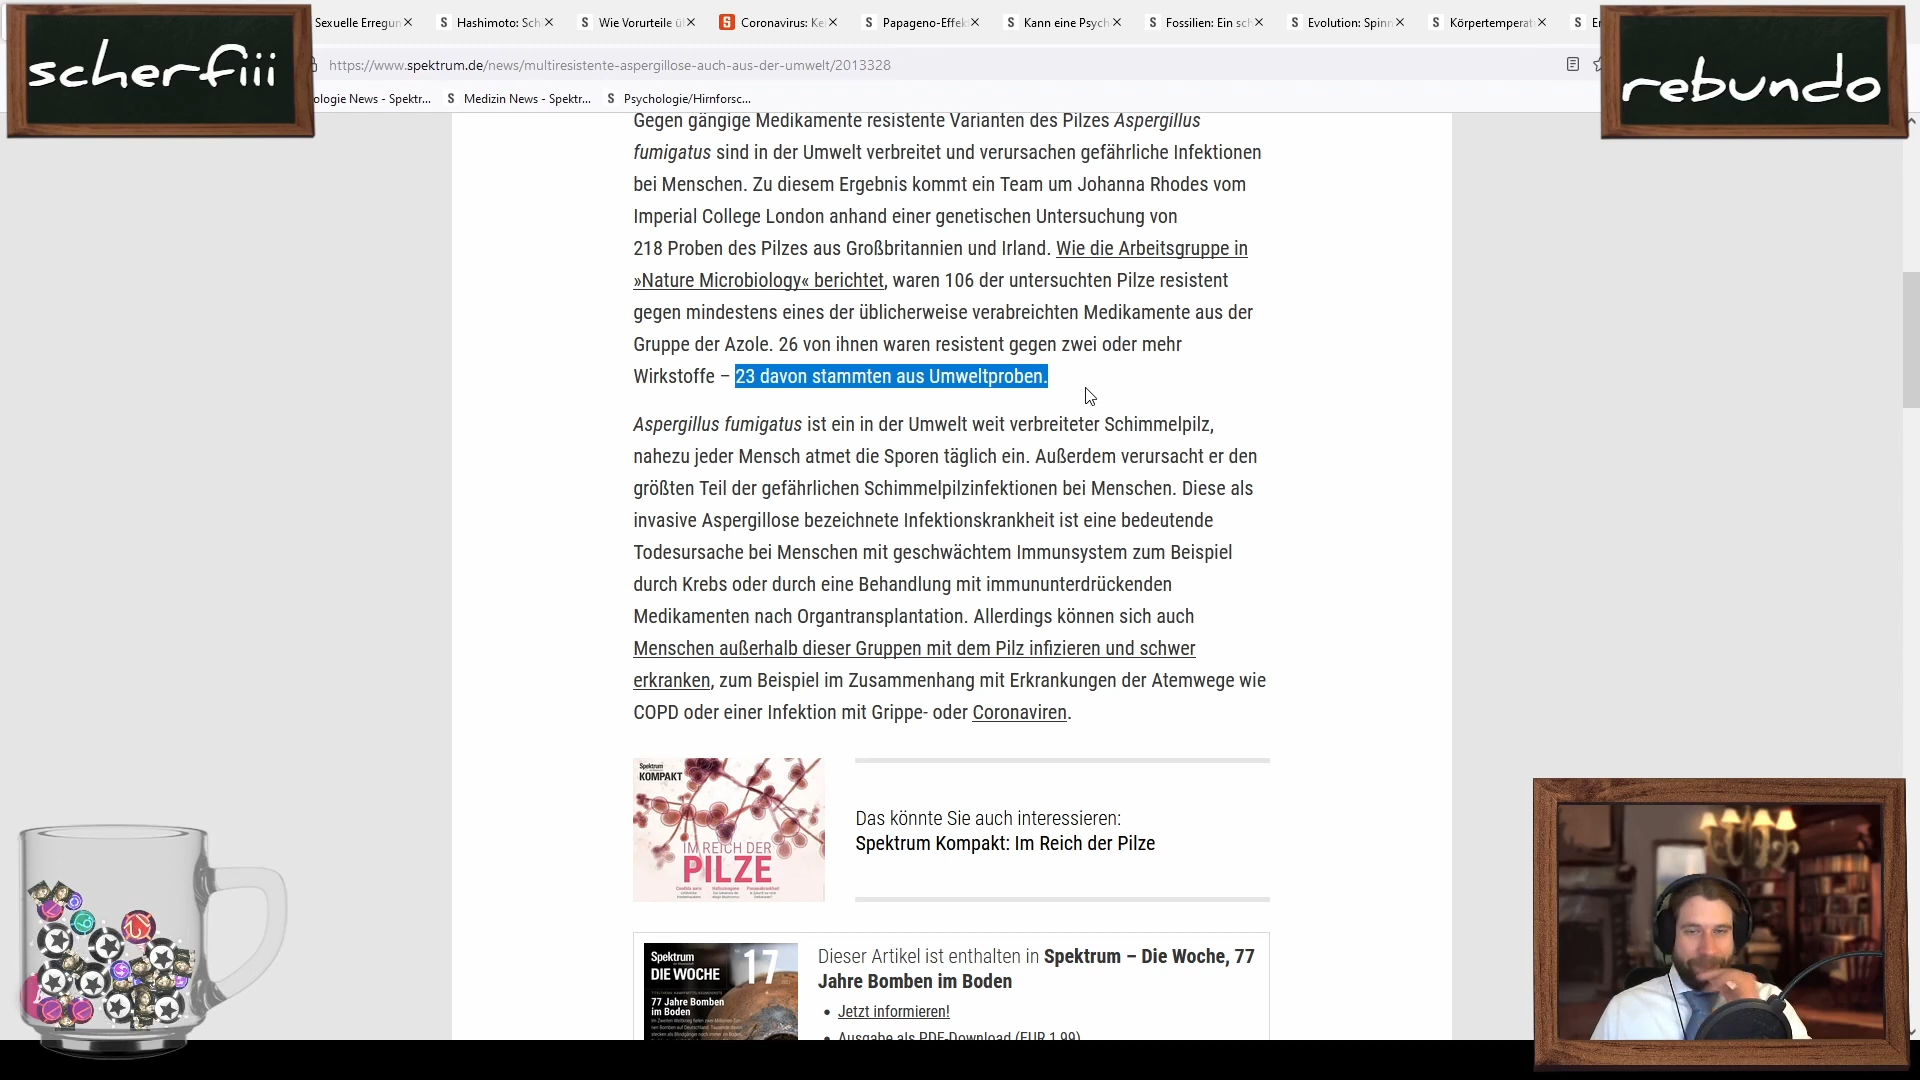 Sexuelle Erregun
Hashimoto: Sch
Wie Vorurteile ü
Coronavirus: Ke
Papageno-Effek
Kann eine Psych
Fossilien: Ein sch
Evolution: Spinn
Körpertemperat
scherfiii
rebundo
https://www.spektrum.de/news/multiresistente-aspergillose-auch-aus-der-umwelt/2013328
ologie News - Spektr...
Medizin News - Spektr...
Psychologie/Hirnforsc...
Gegen gängige Medikamente resistente Varianten des Pilzes Aspergillus
fumigatus sind in der Umwelt verbreitet und verursachen gefährliche Infektionen
bei Menschen. Zu diesem Ergebnis kommt ein Team um Johanna Rhodes vom
Imperial College London anhand einer genetischen Untersuchung von
218 Proben des Pilzes aus Großbritannien und Irland. Wie die Arbeitsgruppe in
»Nature Microbiology« berichtet, waren 106 der untersuchten Pilze resistent
gegen mindestens eines der üblicherweise verabreichten Medikamente aus der
Gruppe der Azole. 26 von ihnen waren resistent gegen zwei oder mehr
Wirkstoffe – 23 davon stammten aus Umweltproben.
Aspergillus fumigatus ist ein in der Umwelt weit verbreiteter Schimmelpilz,
nahezu jeder Mensch atmet die Sporen täglich ein. Außerdem verursacht er den
größten Teil der gefährlichen Schimmelpilzinfektionen bei Menschen. Diese als
invasive Aspergillose bezeichnete Infektionskrankheit ist eine bedeutende
Todesursache bei Menschen mit geschwächtem Immunsystem zum Beispiel
durch Krebs oder durch eine Behandlung mit immununterdrückenden
Medikamenten nach Organtransplantation. Allerdings können sich auch
Menschen außerhalb dieser Gruppen mit dem Pilz infizieren und schwer
erkranken, zum Beispiel im Zusammenhang mit Erkrankungen der Atemwege wie
COPD oder einer Infektion mit Grippe- oder Coronaviren.
Spektrum
KOMPAKT
IM REICH DER
PILZE
Das könnte Sie auch interessieren:
Spektrum Kompakt: Im Reich der Pilze
Spektrum
DIE WOCHE
17
77 Jahre Bomben
im Boden
Dieser Artikel ist enthalten in Spektrum – Die Woche, 77
Jahre Bomben im Boden
Jetzt informieren!
Ausgabe als PDF-Download (EUR 1,99)